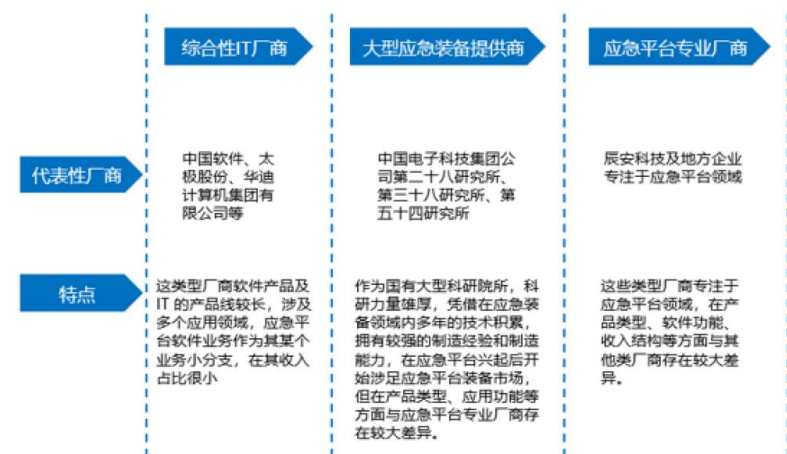 综合性IT厂商
大型应急装备提供商
应急平台专业厂商
代表性厂商
中国软件、太
极股份、华迪
计算机集团有
限公司等
中国电子科技集团公
司第二十八研究所、
第三十八研究所、第
五十四研究所
辰安科技及地方企业
专注于应急平台领域
特点
这类型厂商软件产品及
IT 的产品线较长，涉及
多个应用领域，应急平
台软件业务作为其某个
业务小分支，在其收入
占比很小
作为国有大型科研院所，科
研力量雄厚，凭借在应急装
备领域内多年的技术积累，
拥有较强的制造经验和制造
能力，在应急平台兴起后开
始涉足应急平台装备市场，
但在产品类型、应用功能等
方面与应急平台专业厂商存
在较大差异。
这些类型厂商专注于
应急平台领域，在产
品类型、软件功能、
收入结构等方面与其
他类厂商存在较大差
异。